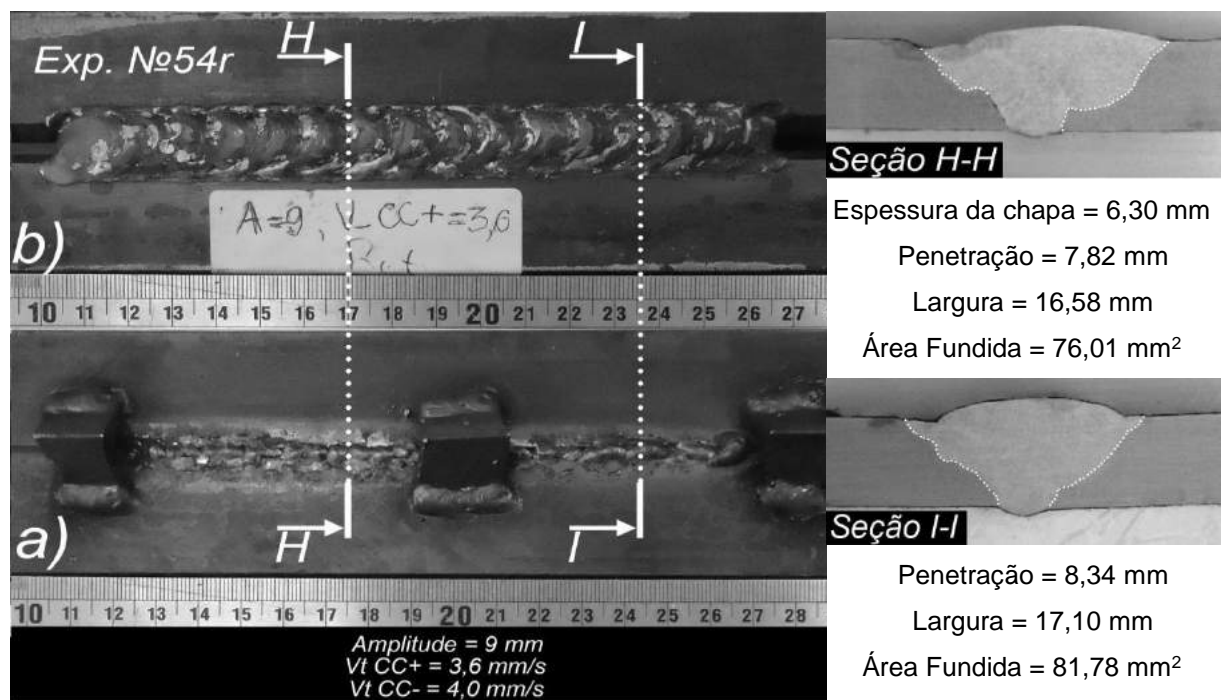 Exp. №54r
H
I
A=9, V CC+=3,6
b)
10 11 12 13 14 15 16 17 18 19 20 21 22 23 24 25 26 27
H
I
a)
10 11 12 13 14 15 16 17 18 19 20 21 22 23 24 25 26 27 28
Amplitude = 9 mm
Vt CC+ = 3,6 mm/s
Vt CC- = 4,0 mm/s
Seção H-H
Espessura da chapa = 6,30 mm
Penetração = 7,82 mm
Largura = 16,58 mm
Área Fundida = 76,01 mm²
Seção I-I
Penetração = 8,34 mm
Largura = 17,10 mm
Área Fundida = 81,78 mm²